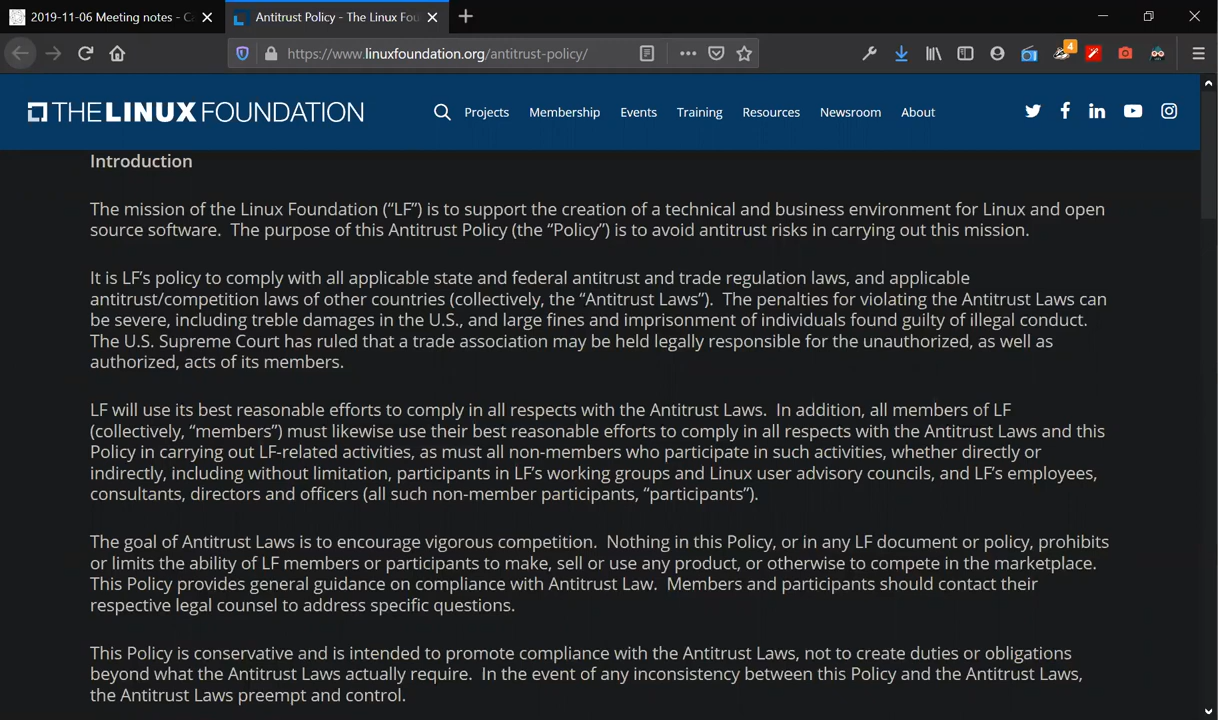 2019-11-06 Meeting notes - C
Antitrust Policy - The Linux Fou
https://www.linuxfoundation.org/antitrust-policy/
4
THE LINUX FOUNDATION
Projects Membership Events Training Resources Newsroom About
Introduction
The mission of the Linux Foundation (“LF”) is to support the creation of a technical and business environment for Linux and open
source software.  The purpose of this Antitrust Policy (the “Policy”) is to avoid antitrust risks in carrying out this mission.
It is LF’s policy to comply with all applicable state and federal antitrust and trade regulation laws, and applicable
antitrust/competition laws of other countries (collectively, the “Antitrust Laws”).  The penalties for violating the Antitrust Laws can
be severe, including treble damages in the U.S., and large fines and imprisonment of individuals found guilty of illegal conduct.
The U.S. Supreme Court has ruled that a trade association may be held legally responsible for the unauthorized, as well as
authorized, acts of its members.
LF will use its best reasonable efforts to comply in all respects with the Antitrust Laws.  In addition, all members of LF
(collectively, “members”) must likewise use their best reasonable efforts to comply in all respects with the Antitrust Laws and this
Policy in carrying out LF-related activities, as must all non-members who participate in such activities, whether directly or
indirectly, including without limitation, participants in LF’s working groups and Linux user advisory councils, and LF’s employees,
consultants, directors and officers (all such non-member participants, “participants”).
The goal of Antitrust Laws is to encourage vigorous competition.  Nothing in this Policy, or in any LF document or policy, prohibits
or limits the ability of LF members or participants to make, sell or use any product, or otherwise to compete in the marketplace.
This Policy provides general guidance on compliance with Antitrust Law.  Members and participants should contact their
respective legal counsel to address specific questions.
This Policy is conservative and is intended to promote compliance with the Antitrust Laws, not to create duties or obligations
beyond what the Antitrust Laws actually require.  In the event of any inconsistency between this Policy and the Antitrust Laws,
the Antitrust Laws preempt and control.